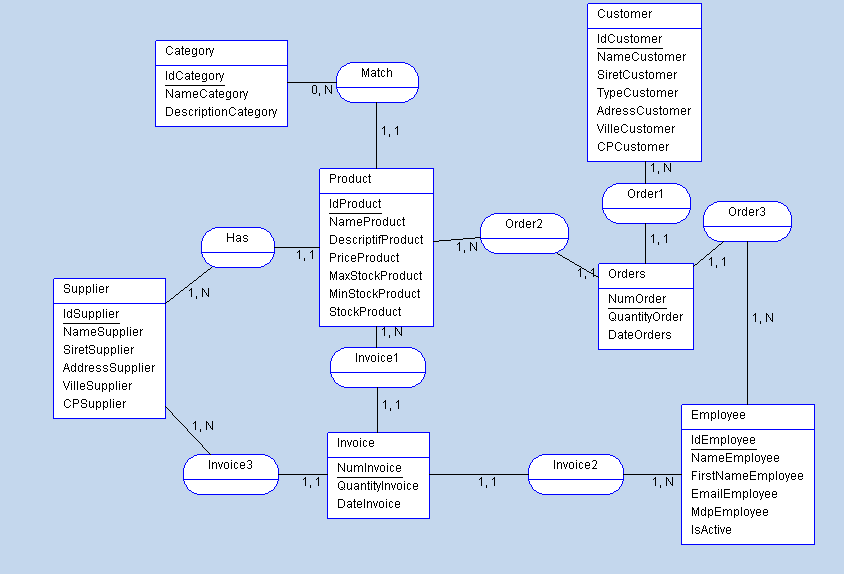 Customer
IdCustomer
NameCustomer
SiretCustomer
TypeCustomer
AdressCustomer
VilleCustomer
CPCustomer
Category
IdCategory
NameCategory
DescriptionCategory
Match
0, N
1, 1
1, N
Order1
1, 1
Order3
1, 1
1, N
Product
IdProduct
NameProduct
DescriptifProduct
PriceProduct
MaxStockProduct
MinStockProduct
StockProduct
Order2
1, N
1, 1
Has
1, 1
1, N
Orders
NumOrder
QuantityOrder
DateOrders
Supplier
IdSupplier
NameSupplier
SiretSupplier
AddressSupplier
VilleSupplier
CPSupplier
1, N
Invoice1
1, 1
1, N
Invoice3
1, 1
Invoice
NumInvoice
QuantityInvoice
DateInvoice
1, 1
Invoice2
1, N
Employee
IdEmployee
NameEmployee
FirstNameEmployee
EmailEmployee
MdpEmployee
IsActive